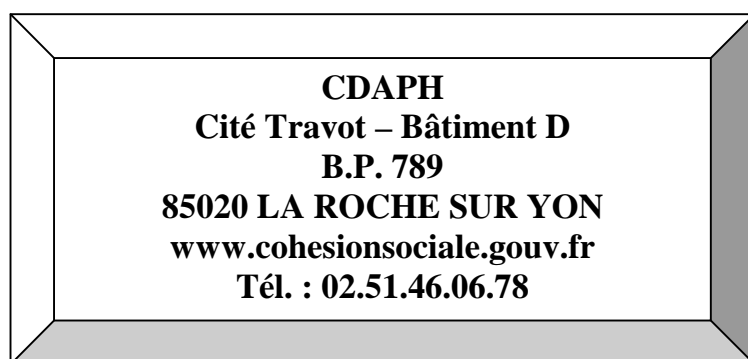 CDAPH
Cité Travot – Bâtiment D
B.P. 789
85020 LA ROCHE SUR YON
www.cohesionsociale.gouv.fr
Tél. : 02.51.46.06.78